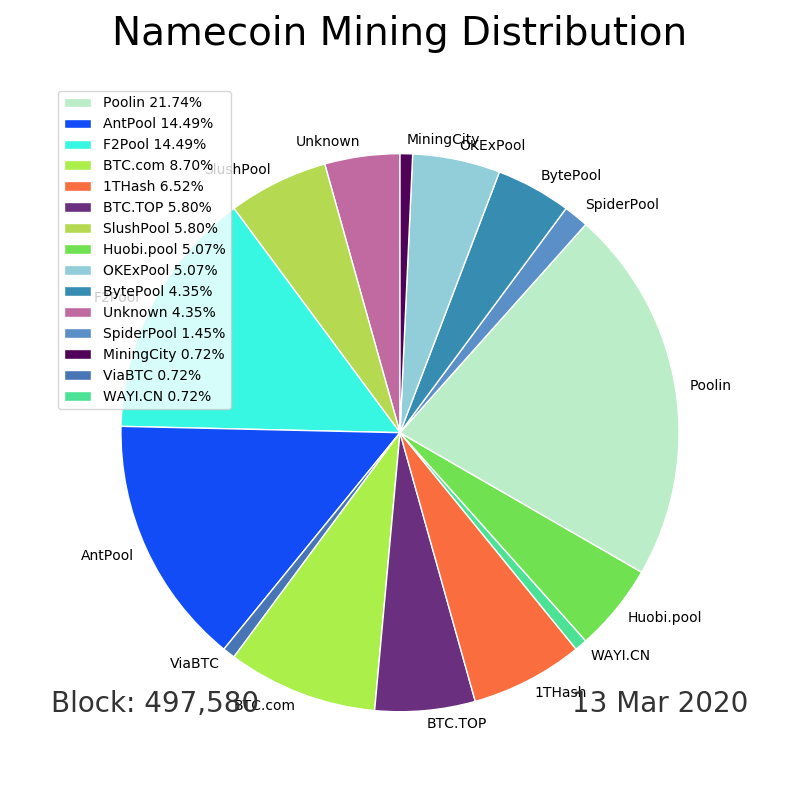 Namecoin Mining Distribution
Poolin 21.74%
AntPool 14.49%
F2Pool 14.49%
BTC.com 8.70%
1THash 6.52%
BTC.TOP 5.80%
SlushPool 5.80%
Huobi.pool 5.07%
OKExPool 5.07%
BytePool 4.35%
Unknown 4.35%
SpiderPool 1.45%
MiningCity 0.72%
ViaBTC 0.72%
WAYI.CN 0.72%
SlushPool
Unknown
MiningCity
OKExPool
BytePool
SpiderPool
F2Pool
Poolin
AntPool
Huobi.pool
WAYI.CN
ViaBTC
1THash
BTC.com
BTC.TOP
Block: 497,580
13 Mar 2020